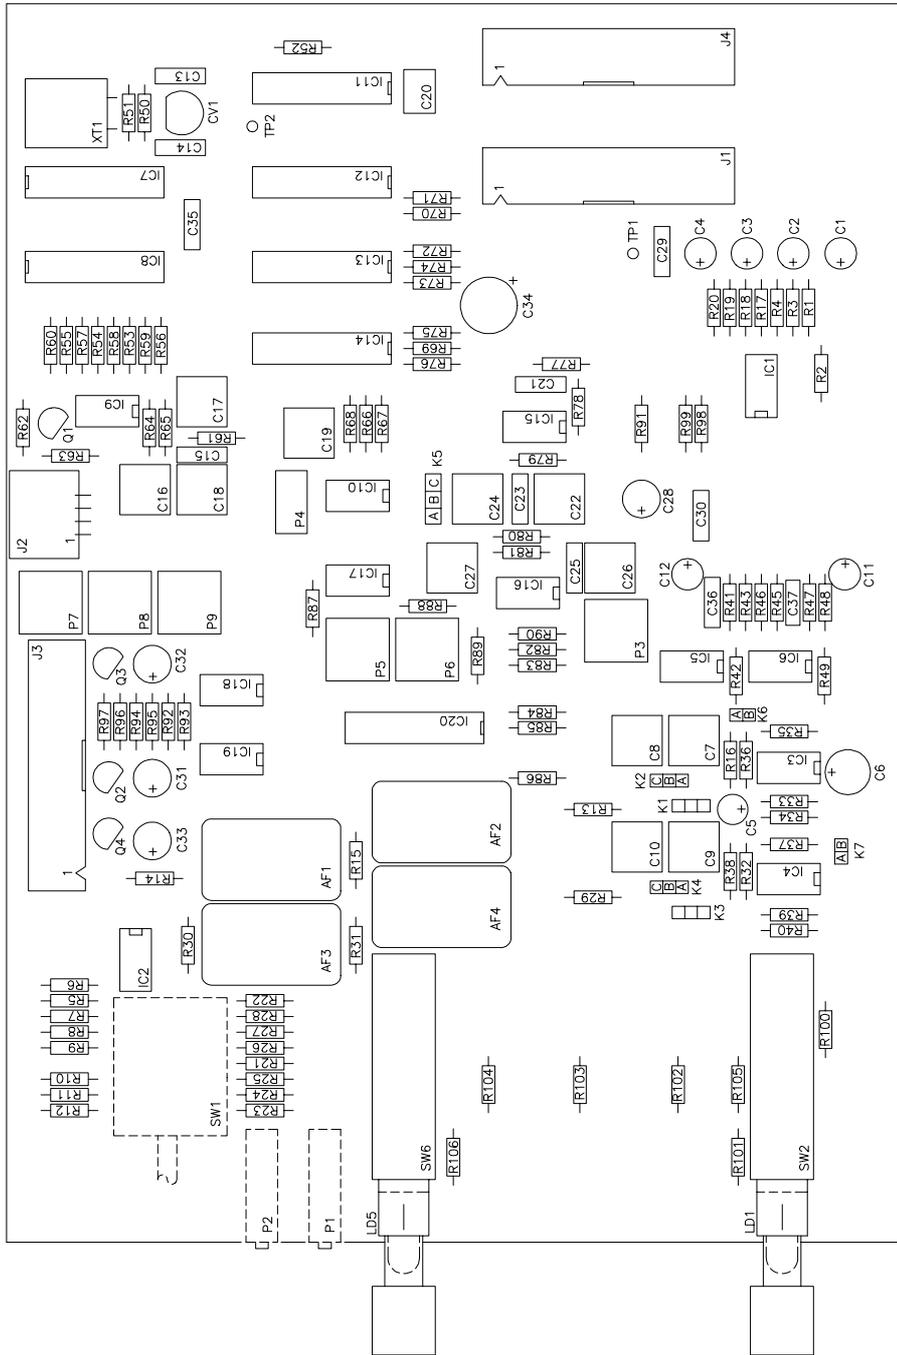 R52
J4
1
C13
IC11
C20
R51
R50
CV1
XT1
TP2
C14
J1
1
IC7
IC12
R71
R70
C35
TP1
C29
C4
C3
C2
C1
IC8
IC13
R72
R74
R73
C34
R20
R19
R18
R17
R4
R3
R1
R60
R55
R57
R54
R58
R53
R59
R56
IC14
R75
R69
R76
R77
IC1
R2
C21
R78
C17
IC9
R62
Q1
R64
R65
R61
C19
R68
R66
R67
IC15
R91
R99
R98
R63
C15
C16
C18
K5
A B C
R79
J2
1
P4
IC10
C24
C23
C22
C28
C30
R80
R81
P7
P8
P9
IC17
R87
R88
C27
IC16
C25
C26
C12
C11
C36
R41
R43
R46
R45
C37
R47
R48
J3
Q3
C32
P5
P6
R89
R90
R82
R83
P3
IC5
R42
IC6
R49
IC18
R97
R96
R94
R95
R92
R93
IC20
R84
R85
A B
K6
R35
C8
C7
R16
R36
IC19
Q2
C31
R86
K2
C B A
IC3
C6
K1
R13
C5
R33
R34
Q4
C33
AF1
R15
AF2
C10
C9
R38
R32
R37
A B
K7
1
R14
C B A
K4
IC4
R29
K3
R39
R40
IC2
R30
AF3
R31
AF4
R6
R5
R7
R8
R9
R10
R11
R12
SW1
R22
R28
R27
R26
R21
R25
R24
R23
R100
R104
R103
R102
R105
SW6
R106
R101
SW2
P2
P1
LD5
LD1